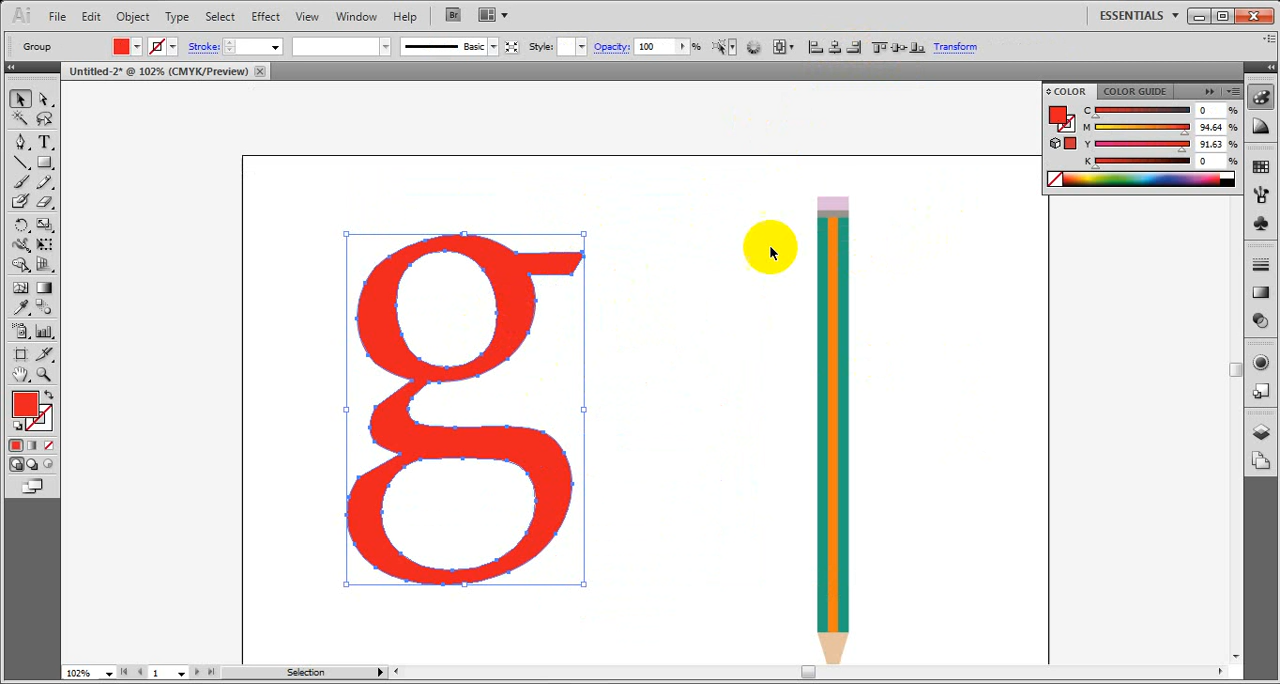 Ai File Edit Object Type Select Effect View Window Help Br ESSENTIALS
Group Stroke: Basic Style: Opacity: 100 % Transform
Untitled-2* @ 102% (CMYK/Preview)
COLOR COLOR GUIDE
C 0 %
M 94.64 %
Y 91.63 %
K 0 %
T
g
102% 1 Selection